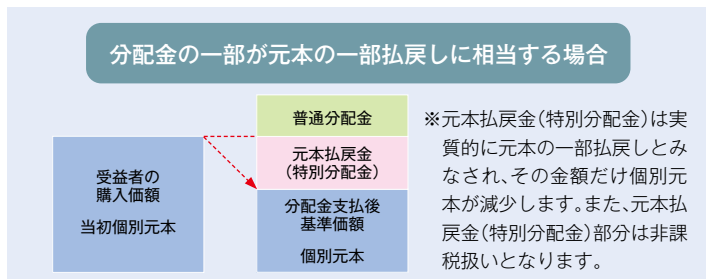 分配金の一部が元本の一部払戻しに相当する場合
受益者の
購入価額
当初個別元本
普通分配金
元本払戻金
(特別分配金)
分配金支払後
基準価額
個別元本
※元本払戻金(特別分配金)は実
質的に元本の一部払戻しとみ
なされ、その金額だけ個別元
本が減少します。また、元本払
戻金(特別分配金)部分は非課
税扱いとなります。